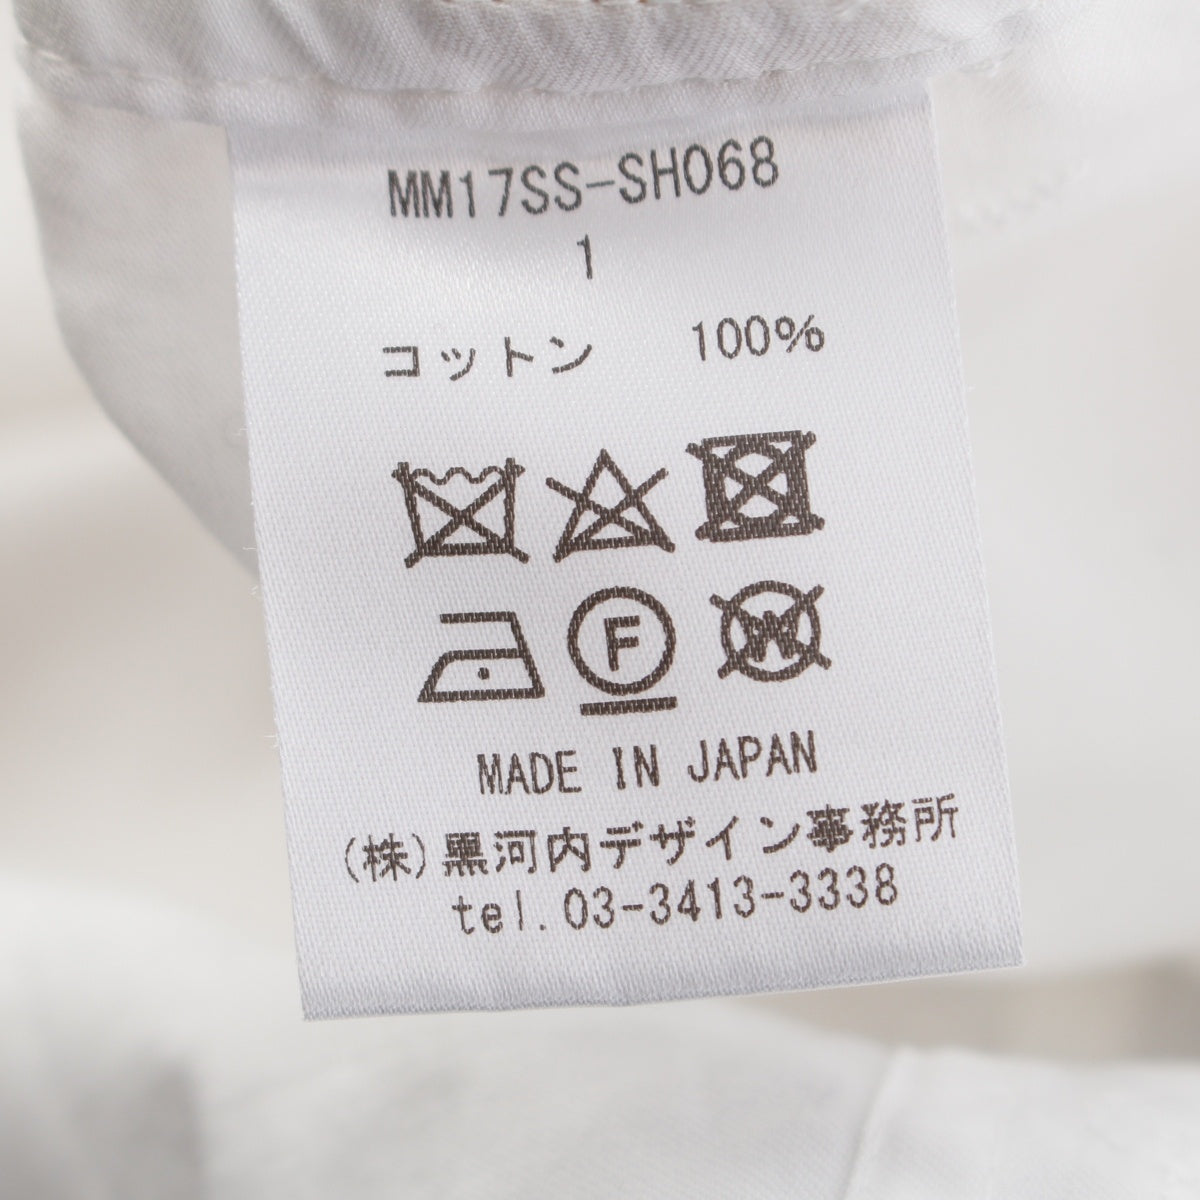 MM17SS-SH068
1
コットン 100%
F
W
MADE IN JAPAN
(株)黒河内デザイン事務所
tel.03-3413-3338